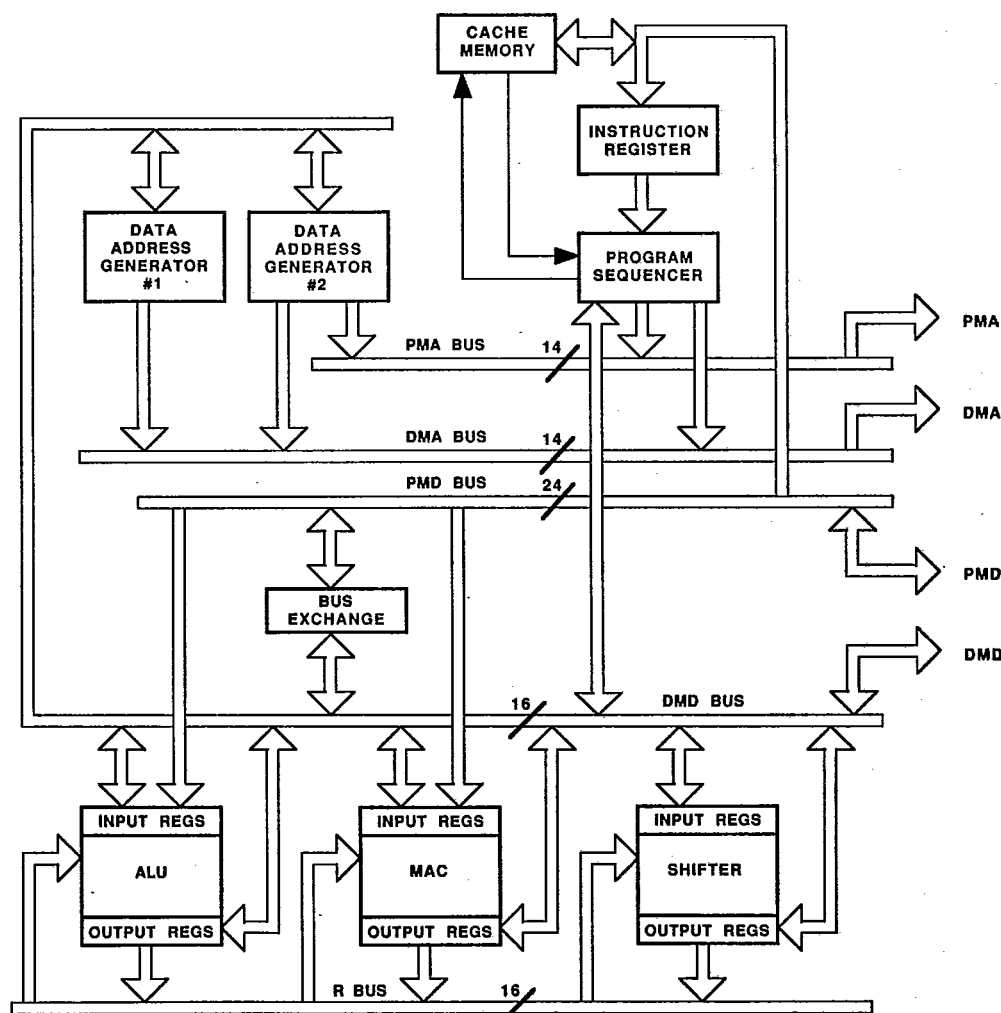 CACHE
MEMORY
INSTRUCTION
REGISTER
DATA
ADDRESS
GENERATOR
#1
DATA
ADDRESS
GENERATOR
#2
PROGRAM
SEQUENCER
PMA BUS
14
PMA
DMA BUS
14
DMA
PMD BUS
24
PMD
BUS
EXCHANGE
DMD
16
DMD BUS
INPUT REGS
ALU
OUTPUT REGS
INPUT REGS
MAC
OUTPUT REGS
INPUT REGS
SHIFTER
OUTPUT REGS
R BUS
16